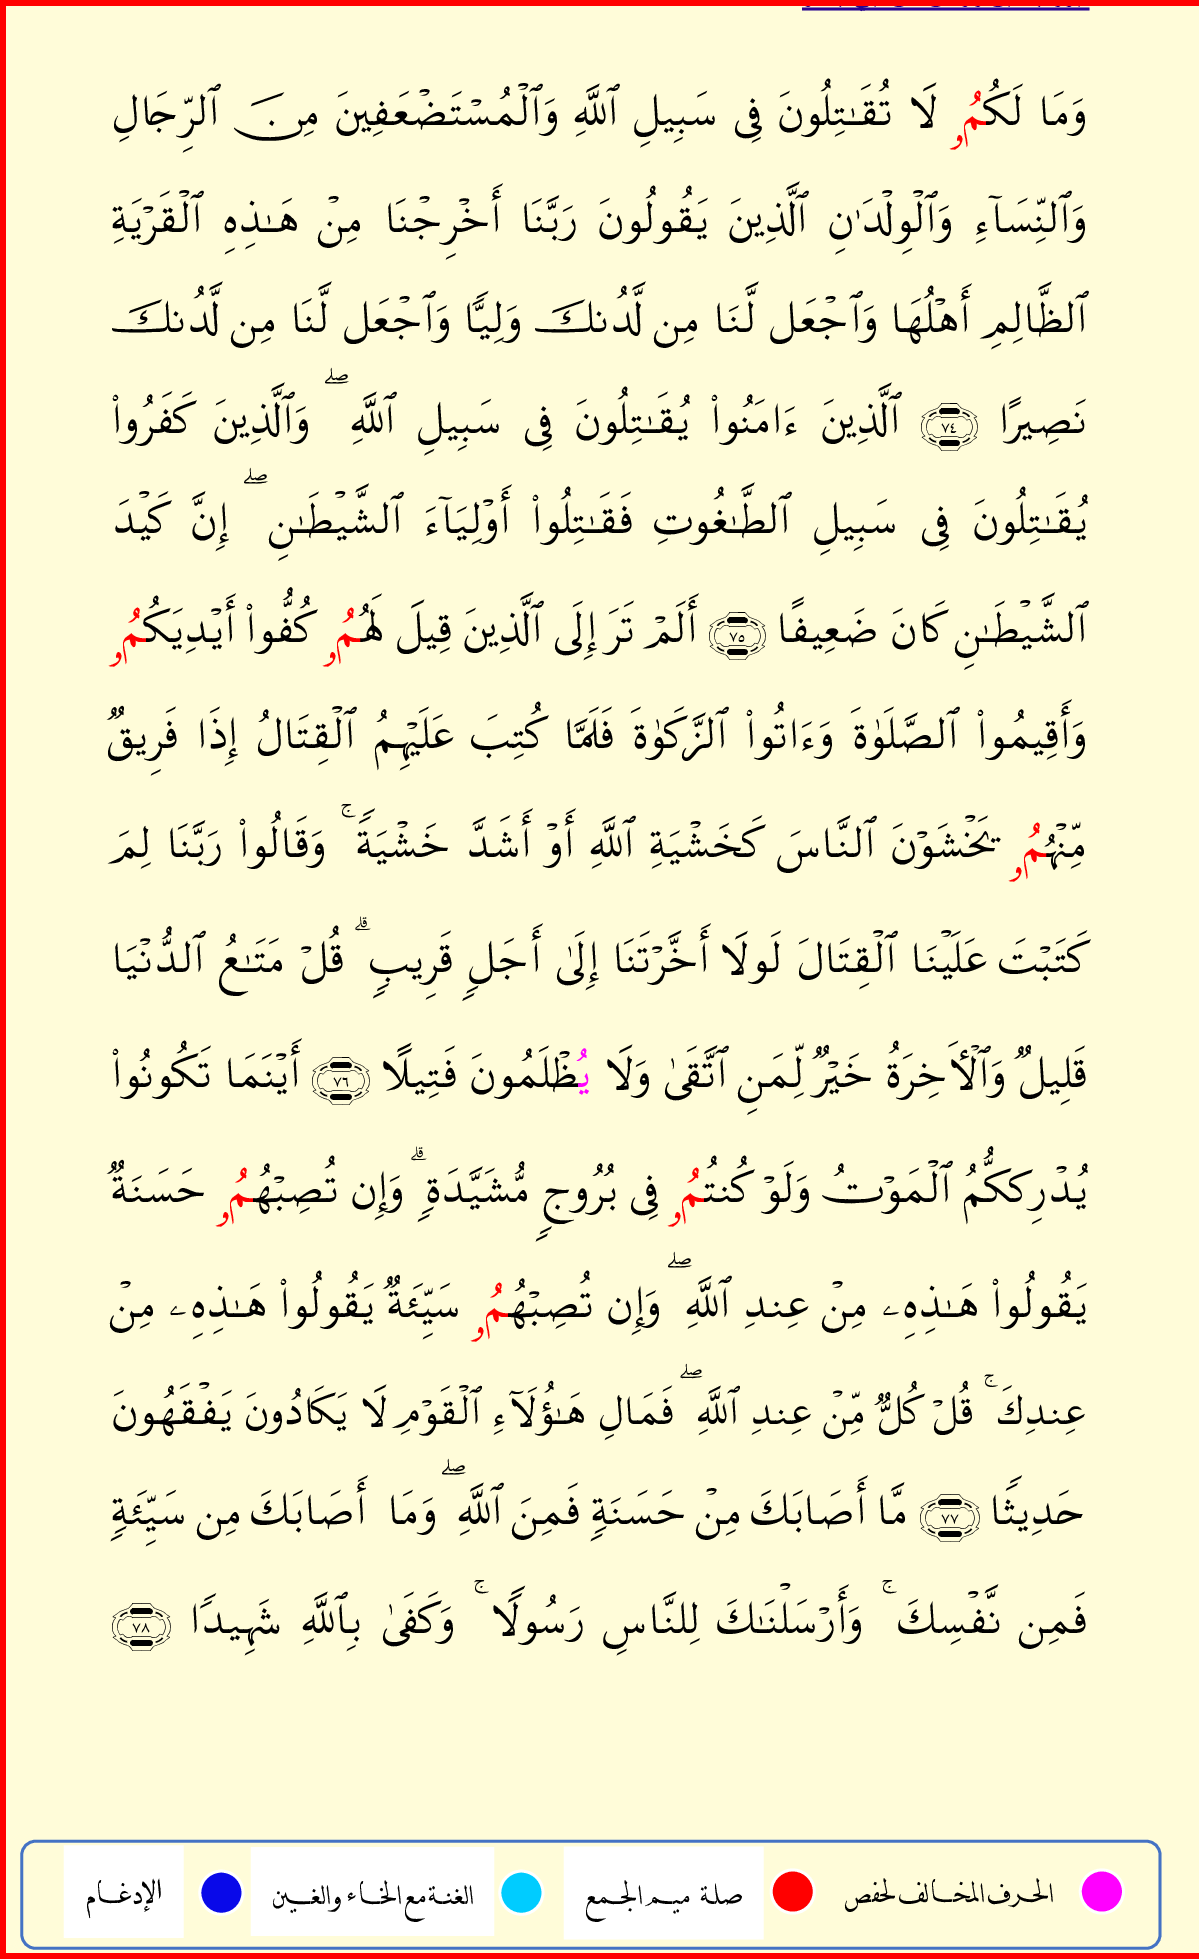 وَمَا لَكُمُۥ لَا تُقَـٰتِلُونَ فِى سَبِيلِ ٱللَّهِ وَٱلْمُسْتَضْعَفِينَ مِنَ ٱلرِّجَالِ
وَٱلنِّسَآءِ وَٱلْوِلْدَٰنِ ٱلَّذِينَ يَقُولُونَ رَبَّنَا أَخْرِجْنَا مِنْ هَـٰذِهِ ٱلْقَرْيَةِ
ٱلظَّالِمِ أَهْلُهَا وَٱجْعَل لَّنَا مِن لَّدُنكَ وَلِيًّا وَٱجْعَل لَّنَا مِن لَّدُنكَ
نَصِيرًا ٧٤ ٱلَّذِينَ ءَامَنُوا۟ يُقَـٰتِلُونَ فِى سَبِيلِ ٱللَّهِ ۖ وَٱلَّذِينَ كَفَرُوا۟
يُقَـٰتِلُونَ فِى سَبِيلِ ٱلطَّـٰغُوتِ فَقَـٰتِلُوا۟ أَوْلِيَآءَ ٱلشَّيْطَـٰنِ ۖ إِنَّ كَيْدَ
ٱلشَّيْطَـٰنِ كَانَ ضَعِيفًا ٧٥ أَلَمْ تَرَ إِلَى ٱلَّذِينَ قِيلَ لَهُمُۥ كُفُّوا۟ أَيْدِيَكُمُۥ
وَأَقِيمُوا۟ ٱلصَّلَوٰةَ وَءَاتُوا۟ ٱلزَّكَوٰةَ فَلَمَّا كُتِبَ عَلَيْهِمُ ٱلْقِتَالُ إِذَا فَرِيقٌ
مِّنْهُمُۥ يَخْشَوْنَ ٱلنَّاسَ كَخَشْيَةِ ٱللَّهِ أَوْ أَشَدَّ خَشْيَةً ۚ وَقَالُوا۟ رَبَّنَا لِمَ
كَتَبْتَ عَلَيْنَا ٱلْقِتَالَ لَولَا أَخَّرْتَنَا إِلَىٰ أَجَلٍ قَرِيبٍ ۗ قُلْ مَتَـٰعُ ٱلدُّنْيَا
قَلِيلٌ وَٱلْـَٔاخِرَةُ خَيْرٌ لِّمَنِ ٱتَّقَىٰ وَلَا يُظْلَمُونَ فَتِيلًا ٧٦ أَيْنَمَا تَكُونُوا۟
يُدْرِككُّمُ ٱلْمَوْتُ وَلَوْ كُنتُمُۥ فِى بُرُوجٍ مُّشَيَّدَةٍ ۗ وَإِن تُصِبْهُمُۥ حَسَنَةٌ
يَقُولُوا۟ هَـٰذِهِۦ مِنْ عِندِ ٱللَّهِ ۖ وَإِن تُصِبْهُمُۥ سَيِّئَةٌ يَقُولُوا۟ هَـٰذِهِۦ مِنْ
عِندِكَ ۚ قُلْ كُلٌّ مِّنْ عِندِ ٱللَّهِ ۖ فَمَالِ هَـٰؤُلَآءِ ٱلْقَوْمِ لَا يَكَادُونَ يَفْقَهُونَ
حَدِيثًا ٧٧ مَّا أَصَابَكَ مِنْ حَسَنَةٍ فَمِنَ ٱللَّهِ ۖ وَمَا أَصَابَكَ مِن سَيِّئَةٍ
فَمِن نَّفْسِكَ ۚ وَأَرْسَلْنَـٰكَ لِلنَّاسِ رَسُولًا ۚ وَكَفَىٰ بِٱللَّهِ شَهِيدًا ٧٨
الحرف المخالف لحفص صلة ميم الجمع الغنة مع الخاء والغين الإدغام